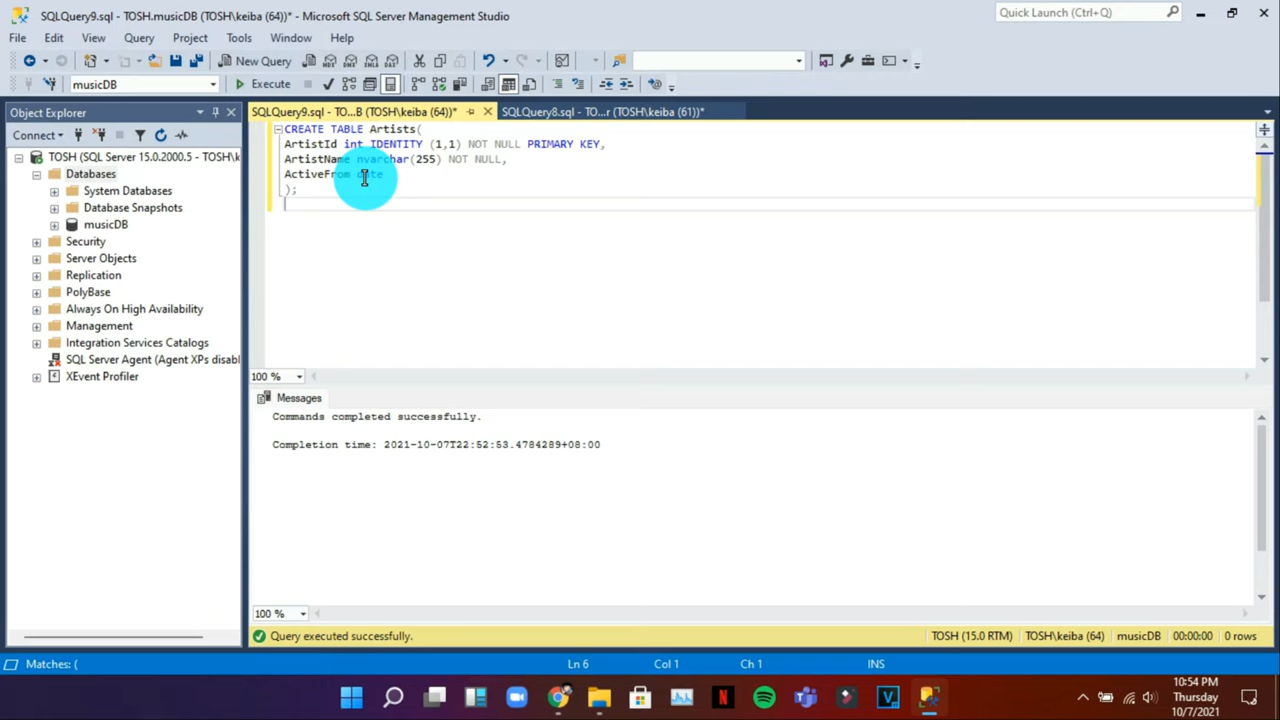 SQLQuery9.sql - TOSH.musicDB (TOSH\keiba (64))* - Microsoft SQL Server Management Studio
Quick Launch (Ctrl+Q)
File Edit View Query Project Tools Window Help
New Query
MDX DMX XMLA DAX
musicDB
Execute
Object Explorer
SQLQuery9.sql - TO...B (TOSH\keiba (64))*
SQLQuery8.sql - TO...r (TOSH\keiba (61))*
Connect
TOSH (SQL Server 15.0.2000.5 - TOSH\k
Databases
System Databases
Database Snapshots
musicDB
Security
Server Objects
Replication
PolyBase
Always On High Availability
Management
Integration Services Catalogs
SQL Server Agent (Agent XPs disabl
XEvent Profiler
CREATE TABLE Artists(
ArtistId int IDENTITY (1,1) NOT NULL PRIMARY KEY,
ArtistName nvarchar(255) NOT NULL,
ActiveFrom date
);
100 %
Messages
Commands completed successfully.
Completion time: 2021-10-07T22:52:53.4784289+08:00
100 %
Query executed successfully.
TOSH (15.0 RTM) TOSH\keiba (64) musicDB 00:00:00 0 rows
Matches: (
Ln 6 Col 1 Ch 1 INS
10:54 PM
Thursday
10/7/2021